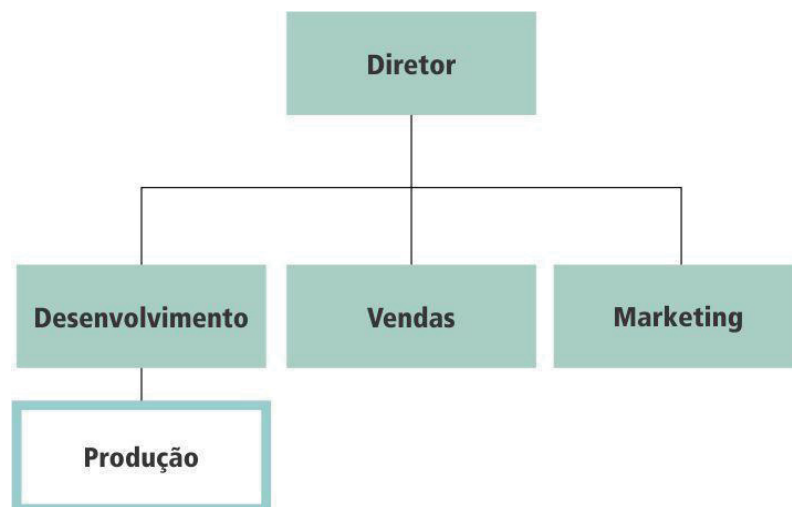 Diretor
Desenvolvimento
Vendas
Marketing
Produção